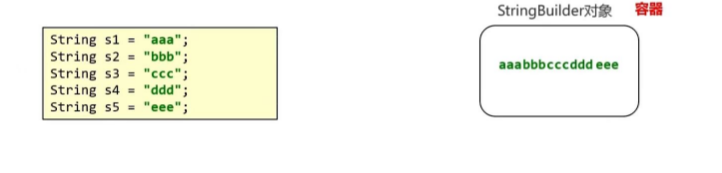 StringBuilder对象 容器
String s1 = "aaa";
String s2 = "bbb";
String s3 = "ccc";
String s4 = "ddd";
String s5 = "eee";
aaabbbcccddd eee